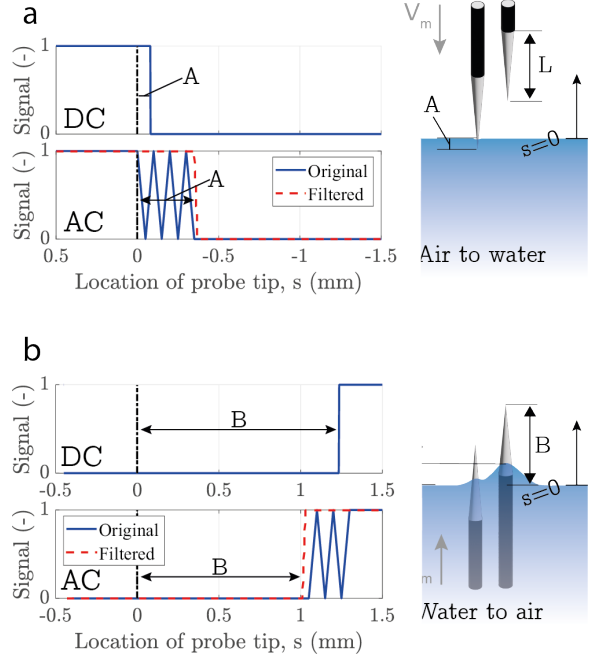 a
Signal (-)
1
0
DC
A
Signal (-)
1
0
AC
A
Original
Filtered
0.5
0
-0.5
-1
-1.5
Location of probe tip, s (mm)
Vm
L
A
s=0
Air to water
b
Signal (-)
1
0
DC
B
-0.5
0
0.5
1
1.5
Signal (-)
1
0
Original
Filtered
AC
B
-0.5
0
0.5
1
1.5
Location of probe tip, s (mm)
B
s=0
m
Water to air